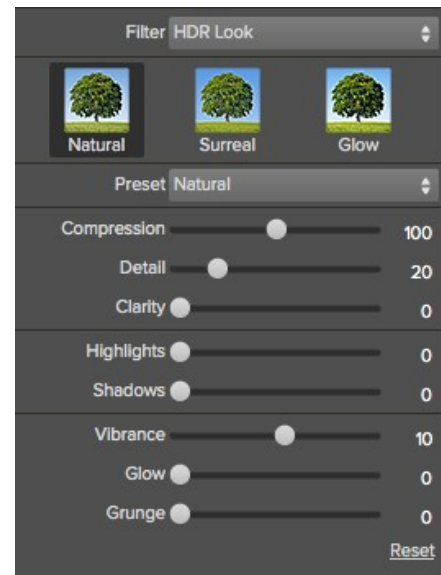 Filter HDR Look
Natural Surreal Glow
Preset Natural
Compression 100
Detail 20
Clarity 0
Highlights 0
Shadows 0
Vibrance 10
Glow 0
Grunge 0
Reset